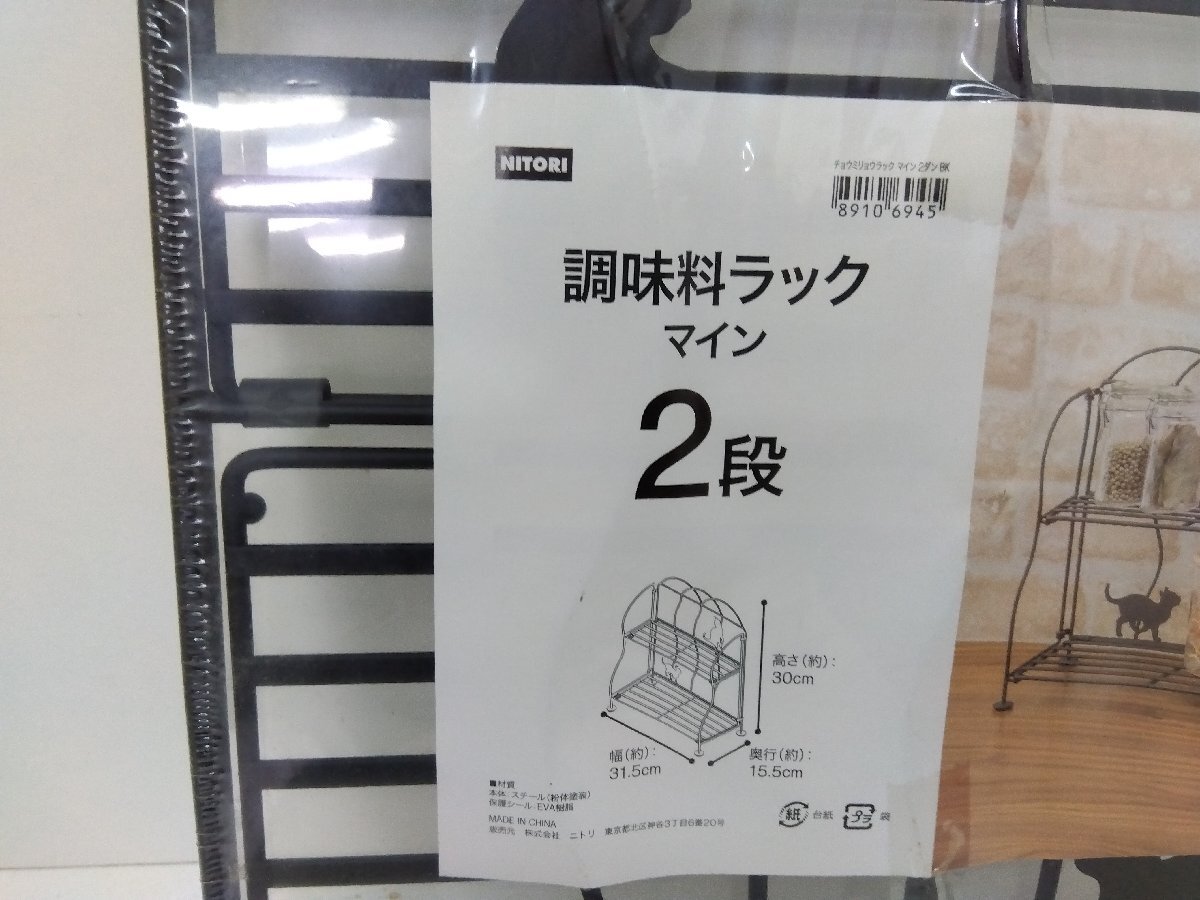 NITORI
チョウミリョウラック マイン 2ダン BK
8910 6945
調味料ラック
マイン
2段
高さ(約):
30cm
幅(約):
31.5cm
奥行(約):
15.5cm
■材質
本体:スチール(粉体塗装)
保護シール:EVA樹脂
MADE IN CHINA
販売元 株式会社 ニトリ 東京都北区神谷3丁目6番20号
紙 台紙
プラ 袋